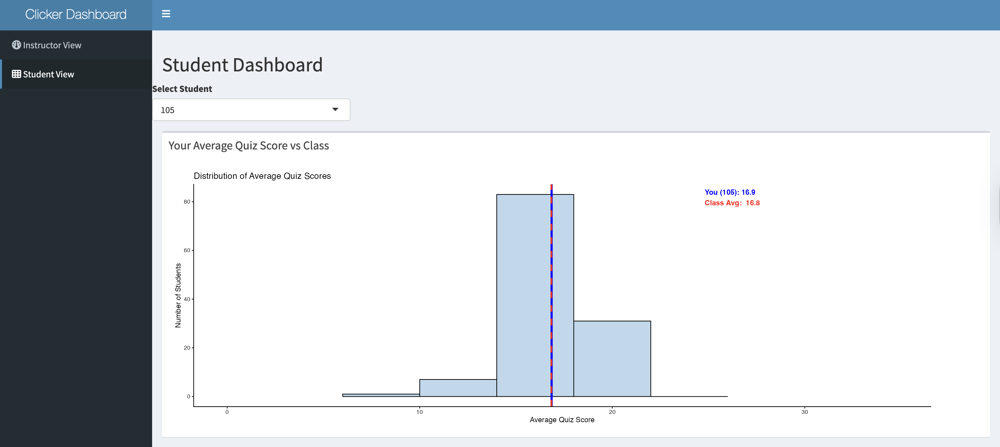 Clicker Dashboard
Instructor View
Student View
Student Dashboard
Select Student
105
Your Average Quiz Score vs Class
Distribution of Average Quiz Scores
You (105): 16.9
Class Avg: 16.8
Number of Students
80
60
40
20
0
0 10 20 30
Average Quiz Score